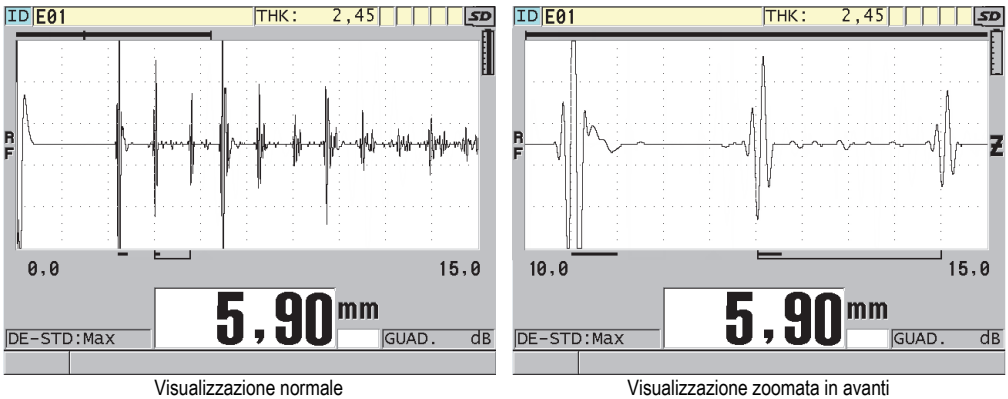 ID E01 THK: 2,45 SD
RF
0,0 15,0
5,90 mm
DE-STD:Max GUAD. dB
Visualizzazione normale
ID E01 THK: 2,45 SD
RF Z
10,0 15,0
5,90 mm
DE-STD:Max GUAD. dB
Visualizzazione zoomata in avanti